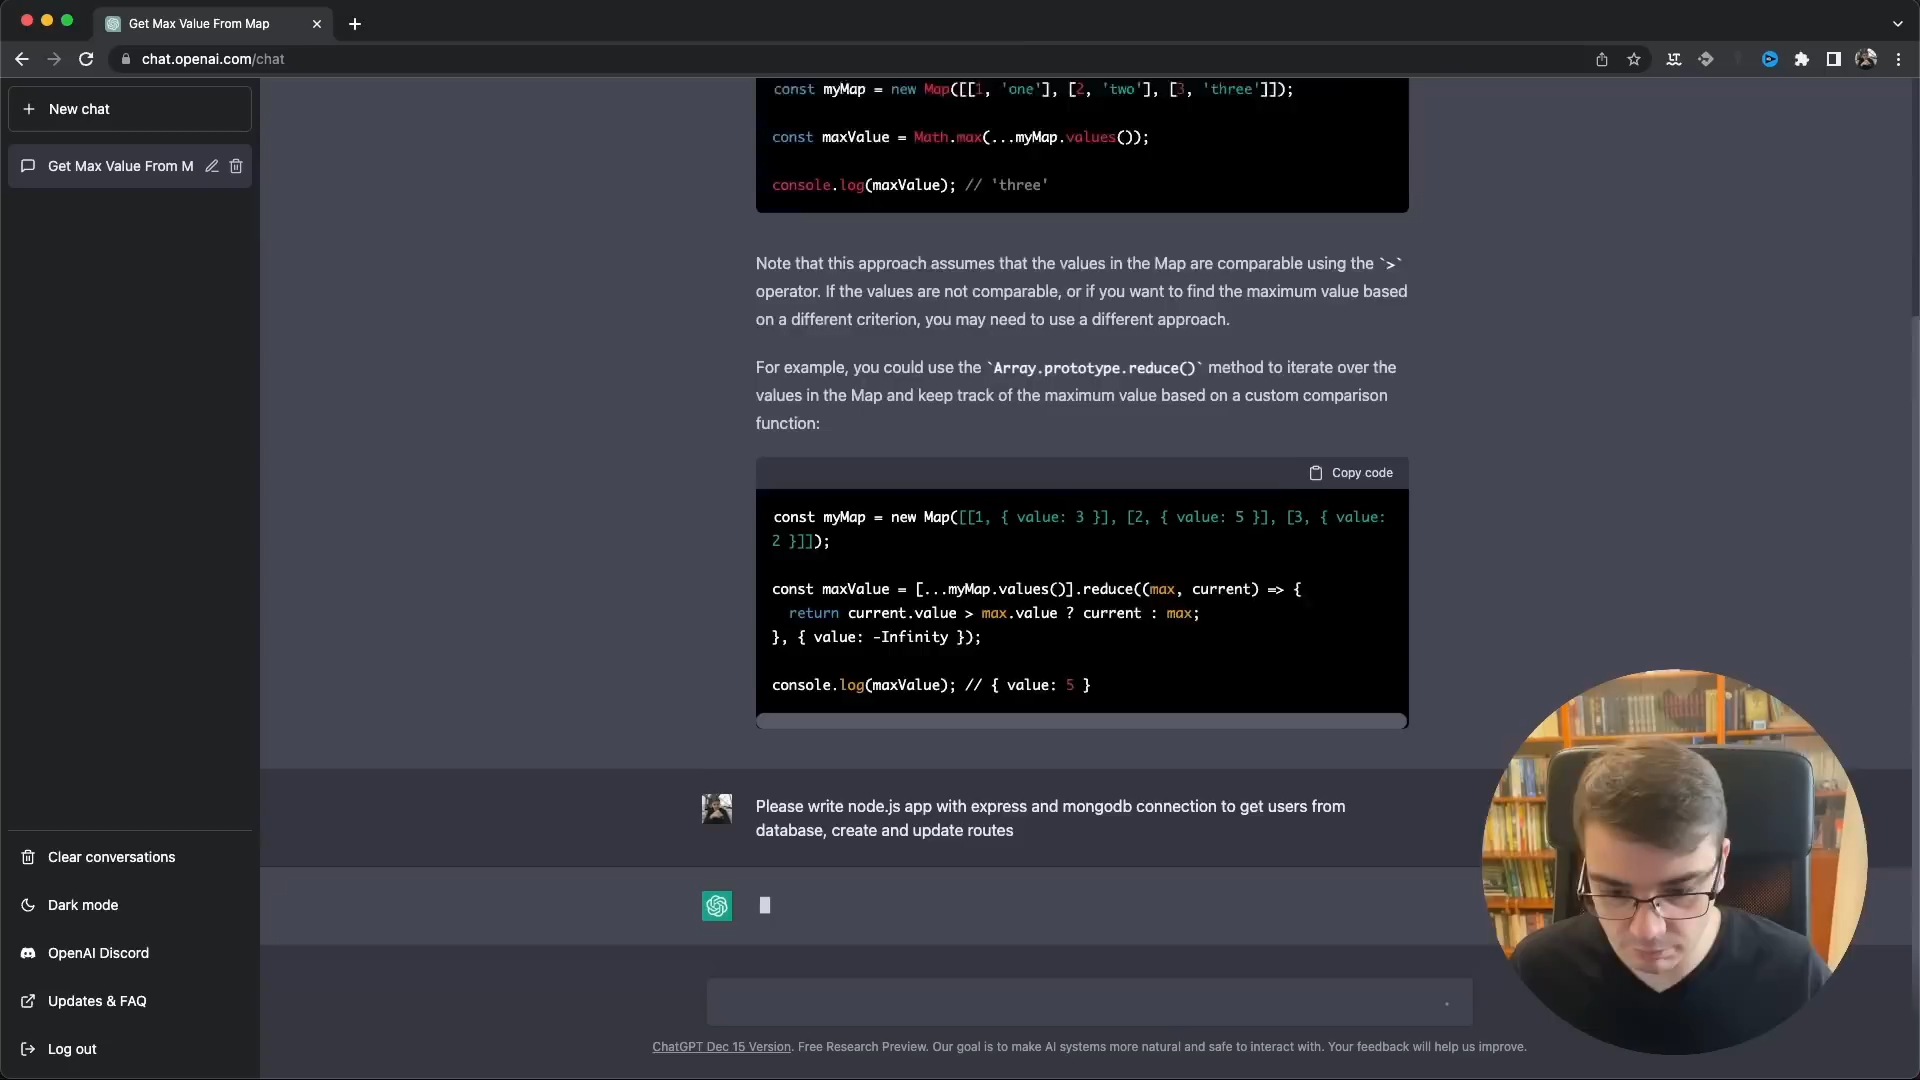 Get Max Value From Map
chat.openai.com/chat
New chat
Get Max Value From M
const myMap = new Map([[1, 'one'], [2, 'two'], [3, 'three']]);
const maxValue = Math.max(...myMap.values());
console.log(maxValue); // 'three'
Note that this approach assumes that the values in the Map are comparable using the `>`
operator. If the values are not comparable, or if you want to find the maximum value based
on a different criterion, you may need to use a different approach.
For example, you could use the `Array.prototype.reduce()` method to iterate over the
values in the Map and keep track of the maximum value based on a custom comparison
function:
Copy code
const myMap = new Map([[1, { value: 3 }], [2, { value: 5 }], [3, { value:
2 }]]);
const maxValue = [...myMap.values()].reduce((max, current) => {
return current.value > max.value ? current : max;
}, { value: -Infinity });
console.log(maxValue); // { value: 5 }
Please write node.js app with express and mongodb connection to get users from
database, create and update routes
Clear conversations
Dark mode
OpenAI Discord
Updates & FAQ
Log out
ChatGPT Dec 15 Version. Free Research Preview. Our goal is to make AI systems more natural and safe to interact with. Your feedback will help us improve.